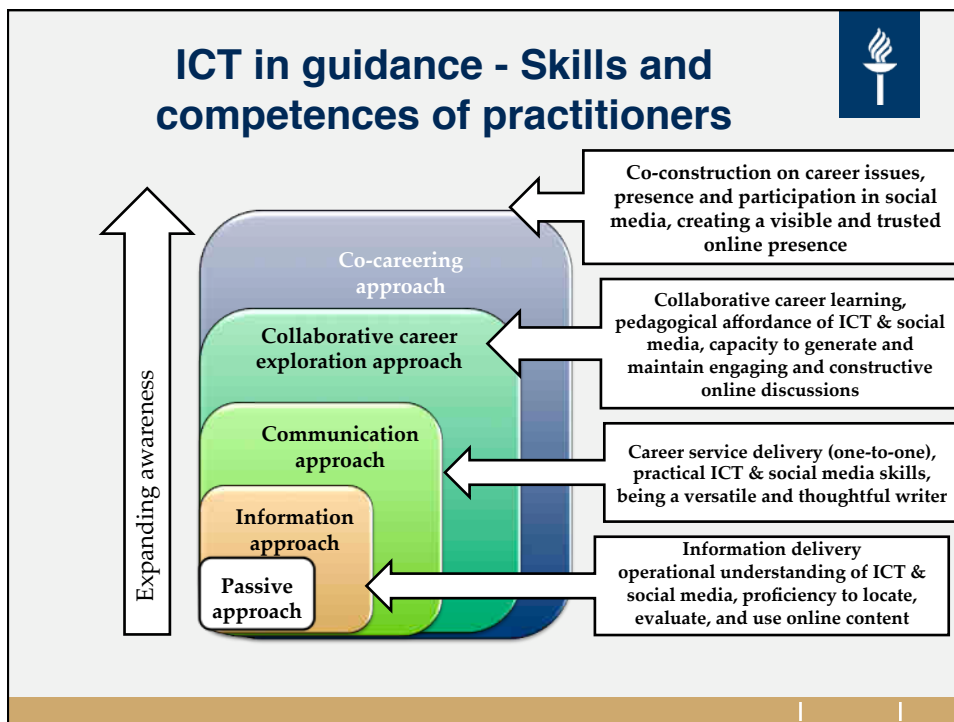 ICT in guidance - Skills and
competences of practitioners
Expanding awareness
Co-careering
approach
Collaborative career
exploration approach
Communication
approach
Information
approach
Passive
approach
Co-construction on career issues,
presence and participation in social
media, creating a visible and trusted
online presence
Collaborative career learning,
pedagogical affordance of ICT & social
media, capacity to generate and
maintain engaging and constructive
online discussions
Career service delivery (one-to-one),
practical ICT & social media skills,
being a versatile and thoughtful writer
Information delivery
operational understanding of ICT &
social media, proficiency to locate,
evaluate, and use online content